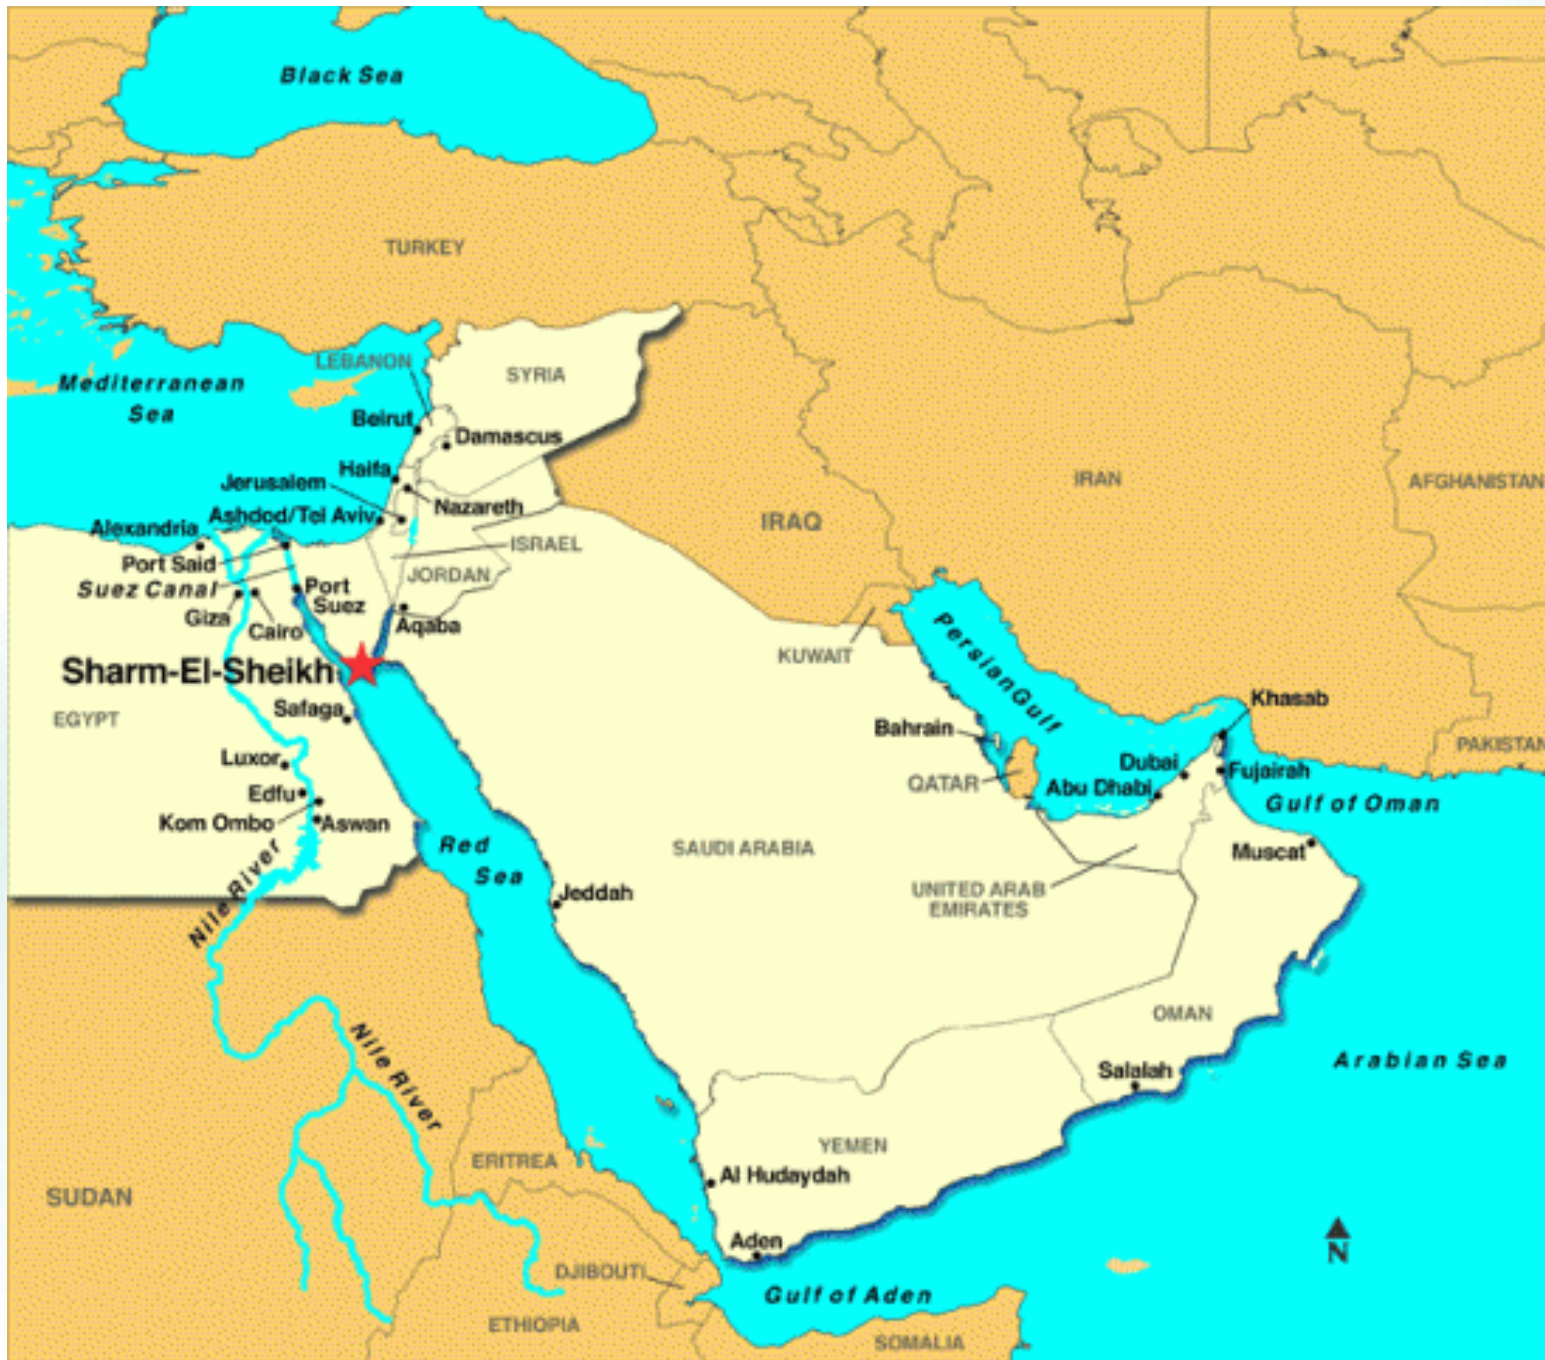 Black Sea
TURKEY
LEBANON
SYRIA
Mediterranean
Sea
Beirut
Damascus
Haifa
Jerusalem
Nazareth
Ashdod/Tel Aviv
Alexandria
Port Said
ISRAEL
JORDAN
Suez Canal
Port
Suez
Giza
Cairo
Aqaba
IRAQ
IRAN
AFGHANISTAN
KUWAIT
Persian Gulf
Sharm-El-Sheikh
Safaga
EGYPT
Bahrain
Khasab
PAKISTAN
Luxor
QATAR
Dubai
Fujairah
Edfu
Abu Dhabi
Gulf of Oman
Kom Ombo
Aswan
Red
Sea
SAUDI ARABIA
Muscat
Nile River
Jeddah
UNITED ARAB
EMIRATES
OMAN
Nile River
Salalah
Arabian Sea
YEMEN
ERITREA
Al Hudaydah
SUDAN
Aden
N
DJIBOUTI
Gulf of Aden
ETHIOPIA
SOMALIA